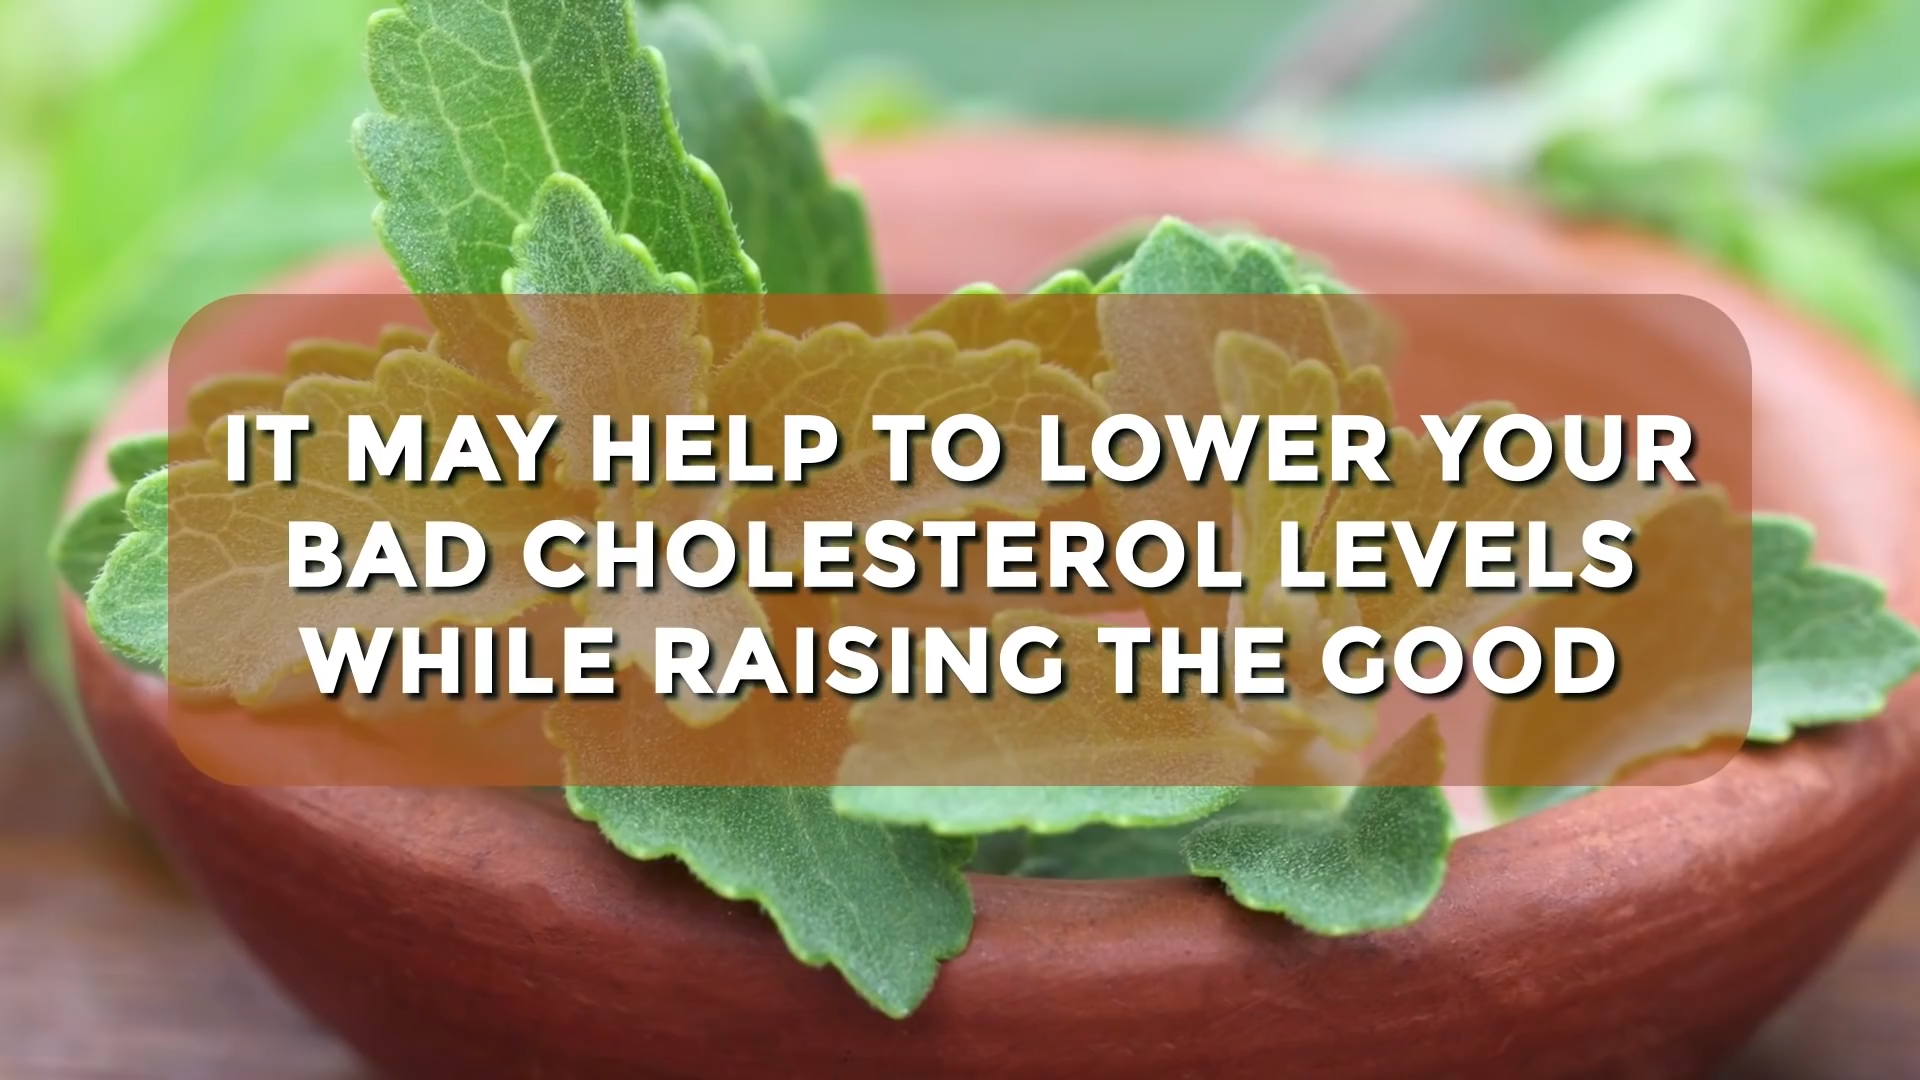 IT MAY HELP TO LOWER YOUR
BAD CHOLESTEROL LEVELS
WHILE RAISING THE GOOD